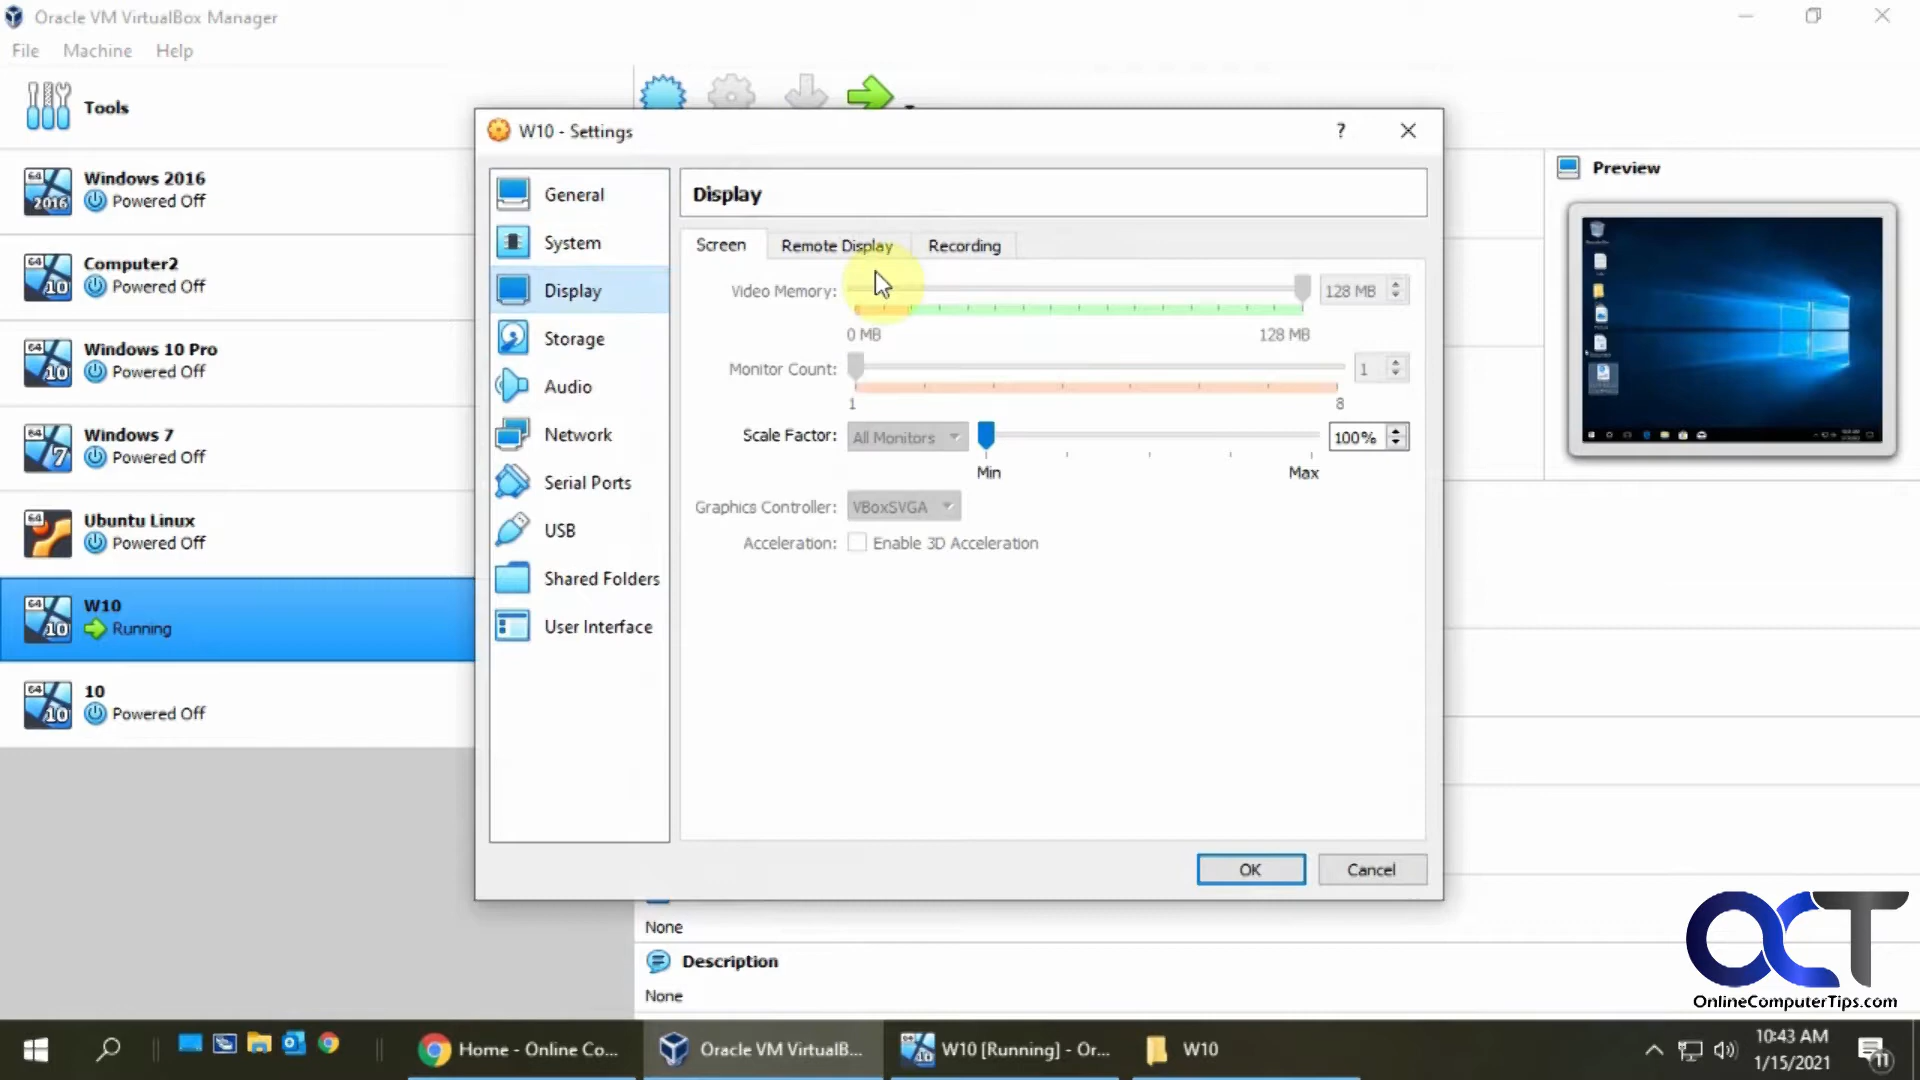 Oracle VM VirtualBox Manager
File Machine Help
Tools
Windows 2016
Powered Off
Computer2
Powered Off
Windows 10 Pro
Powered Off
Windows 7
Powered Off
Ubuntu Linux
Powered Off
W10
Running
10
Powered Off
W10 - Settings
?
General
System
Display
Storage
Audio
Network
Serial Ports
USB
Shared Folders
User Interface
Display
Screen Remote Display Recording
Video Memory: 128 MB
0 MB 128 MB
Monitor Count: 1
1 8
Scale Factor: All Monitors 100%
Min Max
Graphics Controller: VBoxSVGA
Acceleration: Enable 3D Acceleration
OK Cancel
Preview
None
Description
None
OCT
OnlineComputerTips.com
Home - Online Co...
Oracle VM VirtualB...
W10 [Running] - Or...
W10
10:43 AM
1/15/2021
11